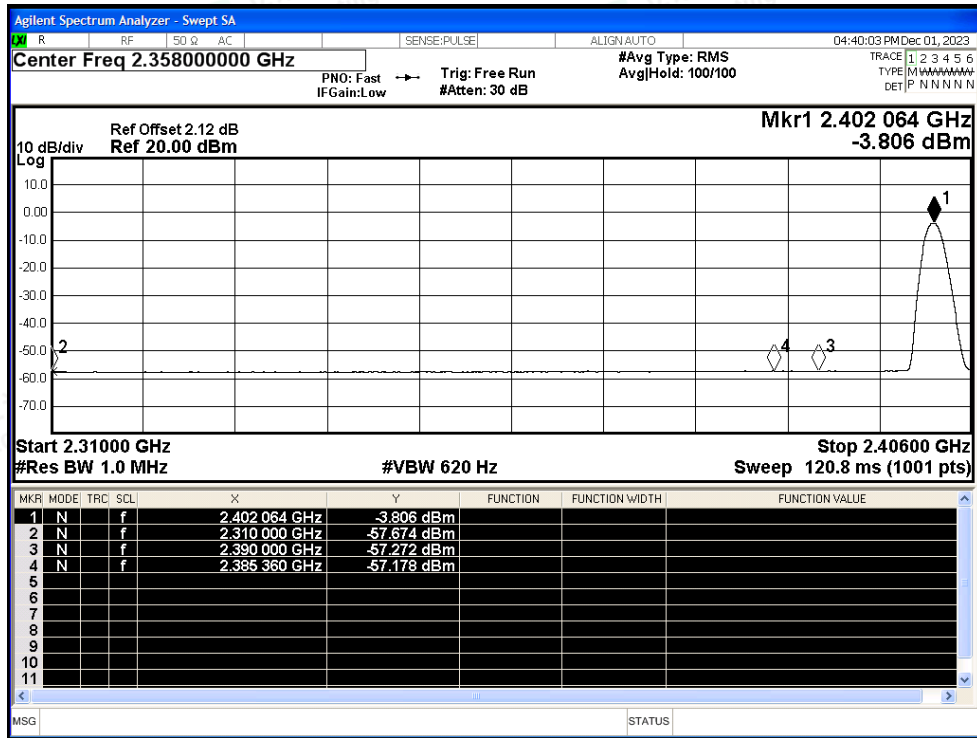 Agilent Spectrum Analyzer - Swept SA
LXI R RF 50 Ω AC SENSE:PULSE ALIGN AUTO 04:40:03 PM Dec 01, 2023
Center Freq 2.358000000 GHz
PNO: Fast
IFGain:Low
Trig: Free Run
#Atten: 30 dB
#Avg Type: RMS
Avg|Hold: 100/100
TRACE 1 2 3 4 5 6
TYPE M
DET P N N N N N
Mkr1 2.402 064 GHz
-3.806 dBm
Ref Offset 2.12 dB
10 dB/div Ref 20.00 dBm
Log
10.0
0.00
-10.0
-20.0
-30.0
-40.0
-50.0
-60.0
-70.0
1
2
4
3
Start 2.31000 GHz Stop 2.40600 GHz
#Res BW 1.0 MHz #VBW 620 Hz Sweep 120.8 ms (1001 pts)
MKR MODE TRC SCL X Y FUNCTION FUNCTION WIDTH FUNCTION VALUE
1 N f 2.402 064 GHz -3.806 dBm
2 N f 2.310 000 GHz -57.674 dBm
3 N f 2.390 000 GHz -57.272 dBm
4 N f 2.385 360 GHz -57.178 dBm
5
6
7
8
9
10
11
MSG STATUS